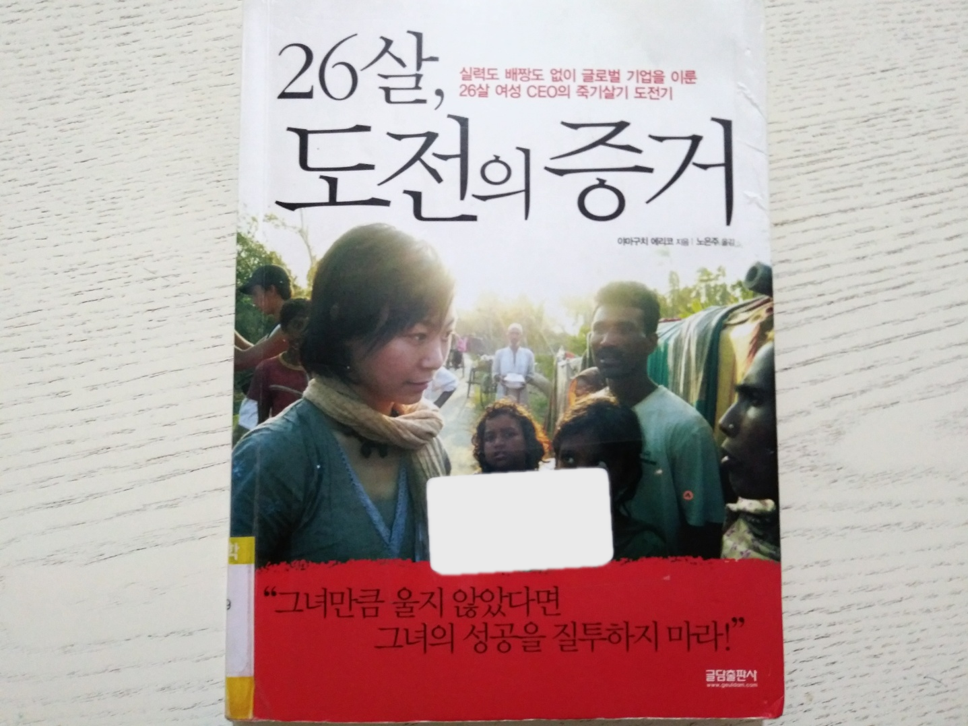 26살,
실력도 배짱도 없이 글로벌 기업을 이룬
26살 여성 CEO의 죽기살기 도전기
도전의 증거
야마구치 에리코 지음 | 노은주 옮김
“그녀만큼 울지 않았다면
그녀의 성공을 질투하지 마라!”
글담출판사
www.geuldam.com
9